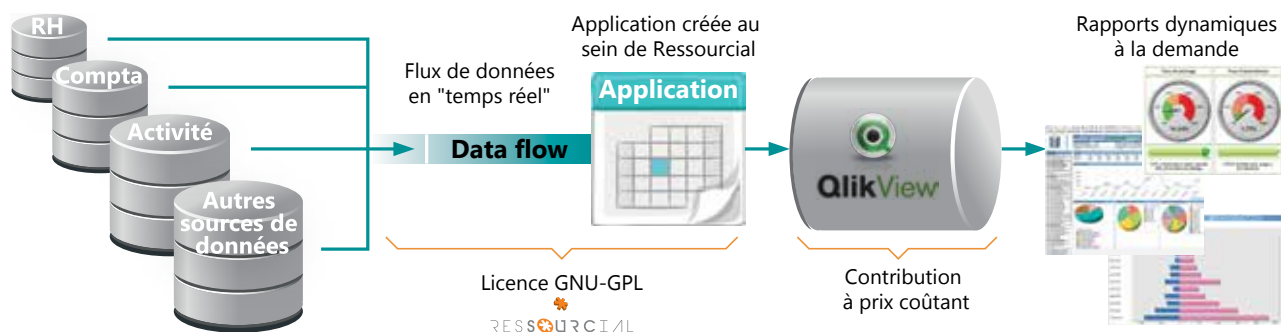 RH
Compta
Activité
Autres
sources de
données
Flux de données
en "temps réel"
Data flow
Application créée au
sein de Ressourcial
Application
QlikView
Rapports dynamiques
à la demande
Licence GNU-GPL
RESSOURCIAL
Contribution
à prix coûtant